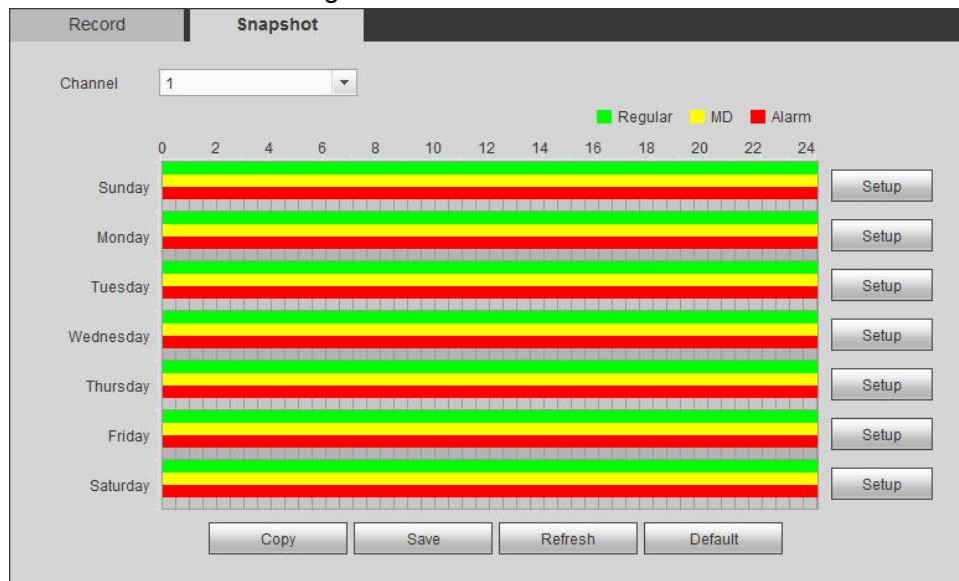 Record Snapshot
Channel 1
Regular MD Alarm
0 2 4 6 8 10 12 14 16 18 20 22 24
Sunday Setup
Monday Setup
Tuesday Setup
Wednesday Setup
Thursday Setup
Friday Setup
Saturday Setup
Copy Save Refresh Default